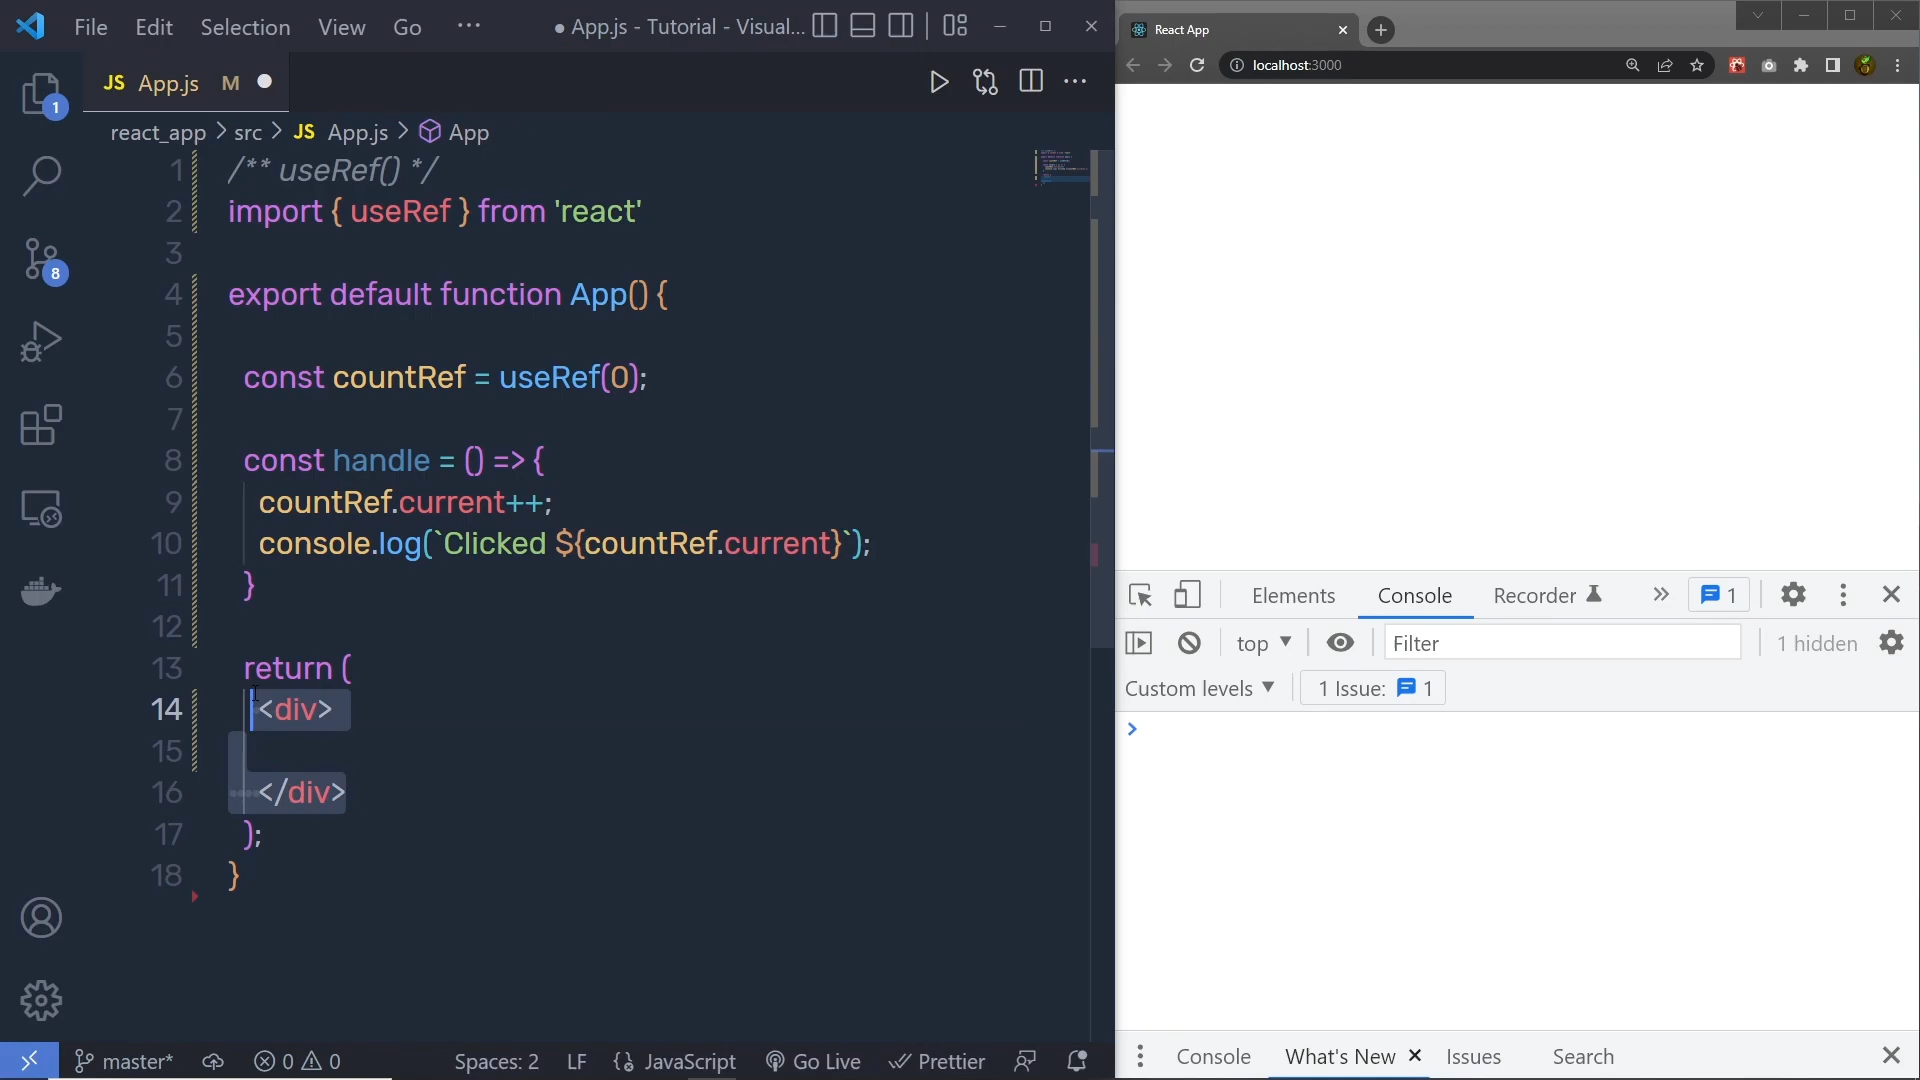 File Edit Selection View Go ··· ● App.js - Tutorial - Visual...
JS App.js M
react_app > src > JS App.js > App
1 /** useRef() */
2 import { useRef } from 'react'
3
4 export default function App() {
5
6 const countRef = useRef(0);
7
8 const handle = () => {
9 countRef.current++;
10 console.log(`Clicked ${countRef.current}`);
11 }
12
13 return (
14 <div>
15
16 </div>
17 );
18 }
1
8
master* 0 0 Spaces: 2 LF {} JavaScript Go Live Prettier
React App
localhost:3000
Elements Console Recorder 1
top Filter 1 hidden
Custom levels 1 Issue: 1
Console What's New Issues Search